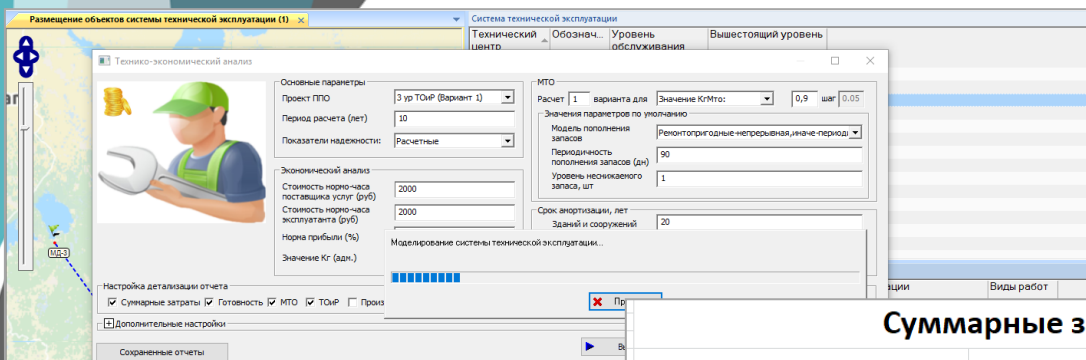 Размещение объектов системы технической эксплуатации (1)
Система технической эксплуатации
Технический центр
Обознач...
Уровень обслуживания
Вышестоящий уровень
Технико-экономический анализ
Основные параметры
Проект ППО
3 ур ТОиР (Вариант 1)
Период расчета (лет)
10
Показатели надежности:
Расчетные
Экономический анализ
Стоимость нормо-часа
поставщика услуг (руб)
2000
Стоимость нормо-часа
эксплуатанта (руб)
2000
Норма прибыли (%)
Значение Кг (адм.)
МТО
Расчет 1 варианта для Значение КгМто: 0,9 шаг 0.05
Значения параметров по умолчанию
Модель пополнения
запасов
Ремонтопригодные-непрерывная,иначе-период
Периодичность
пополнения запасов (дн)
90
Уровень неснижаемого
запаса, шт
1
Срок амортизации, лет
Зданий и сооружений
20
Моделирование системы технической эксплуатации...
МД-3
Настройка детализации отчета
Суммарные затраты Готовность МТО ТОиР Произ
Дополнительные настройки
Сохраненные отчеты
Виды работ
Суммарные з